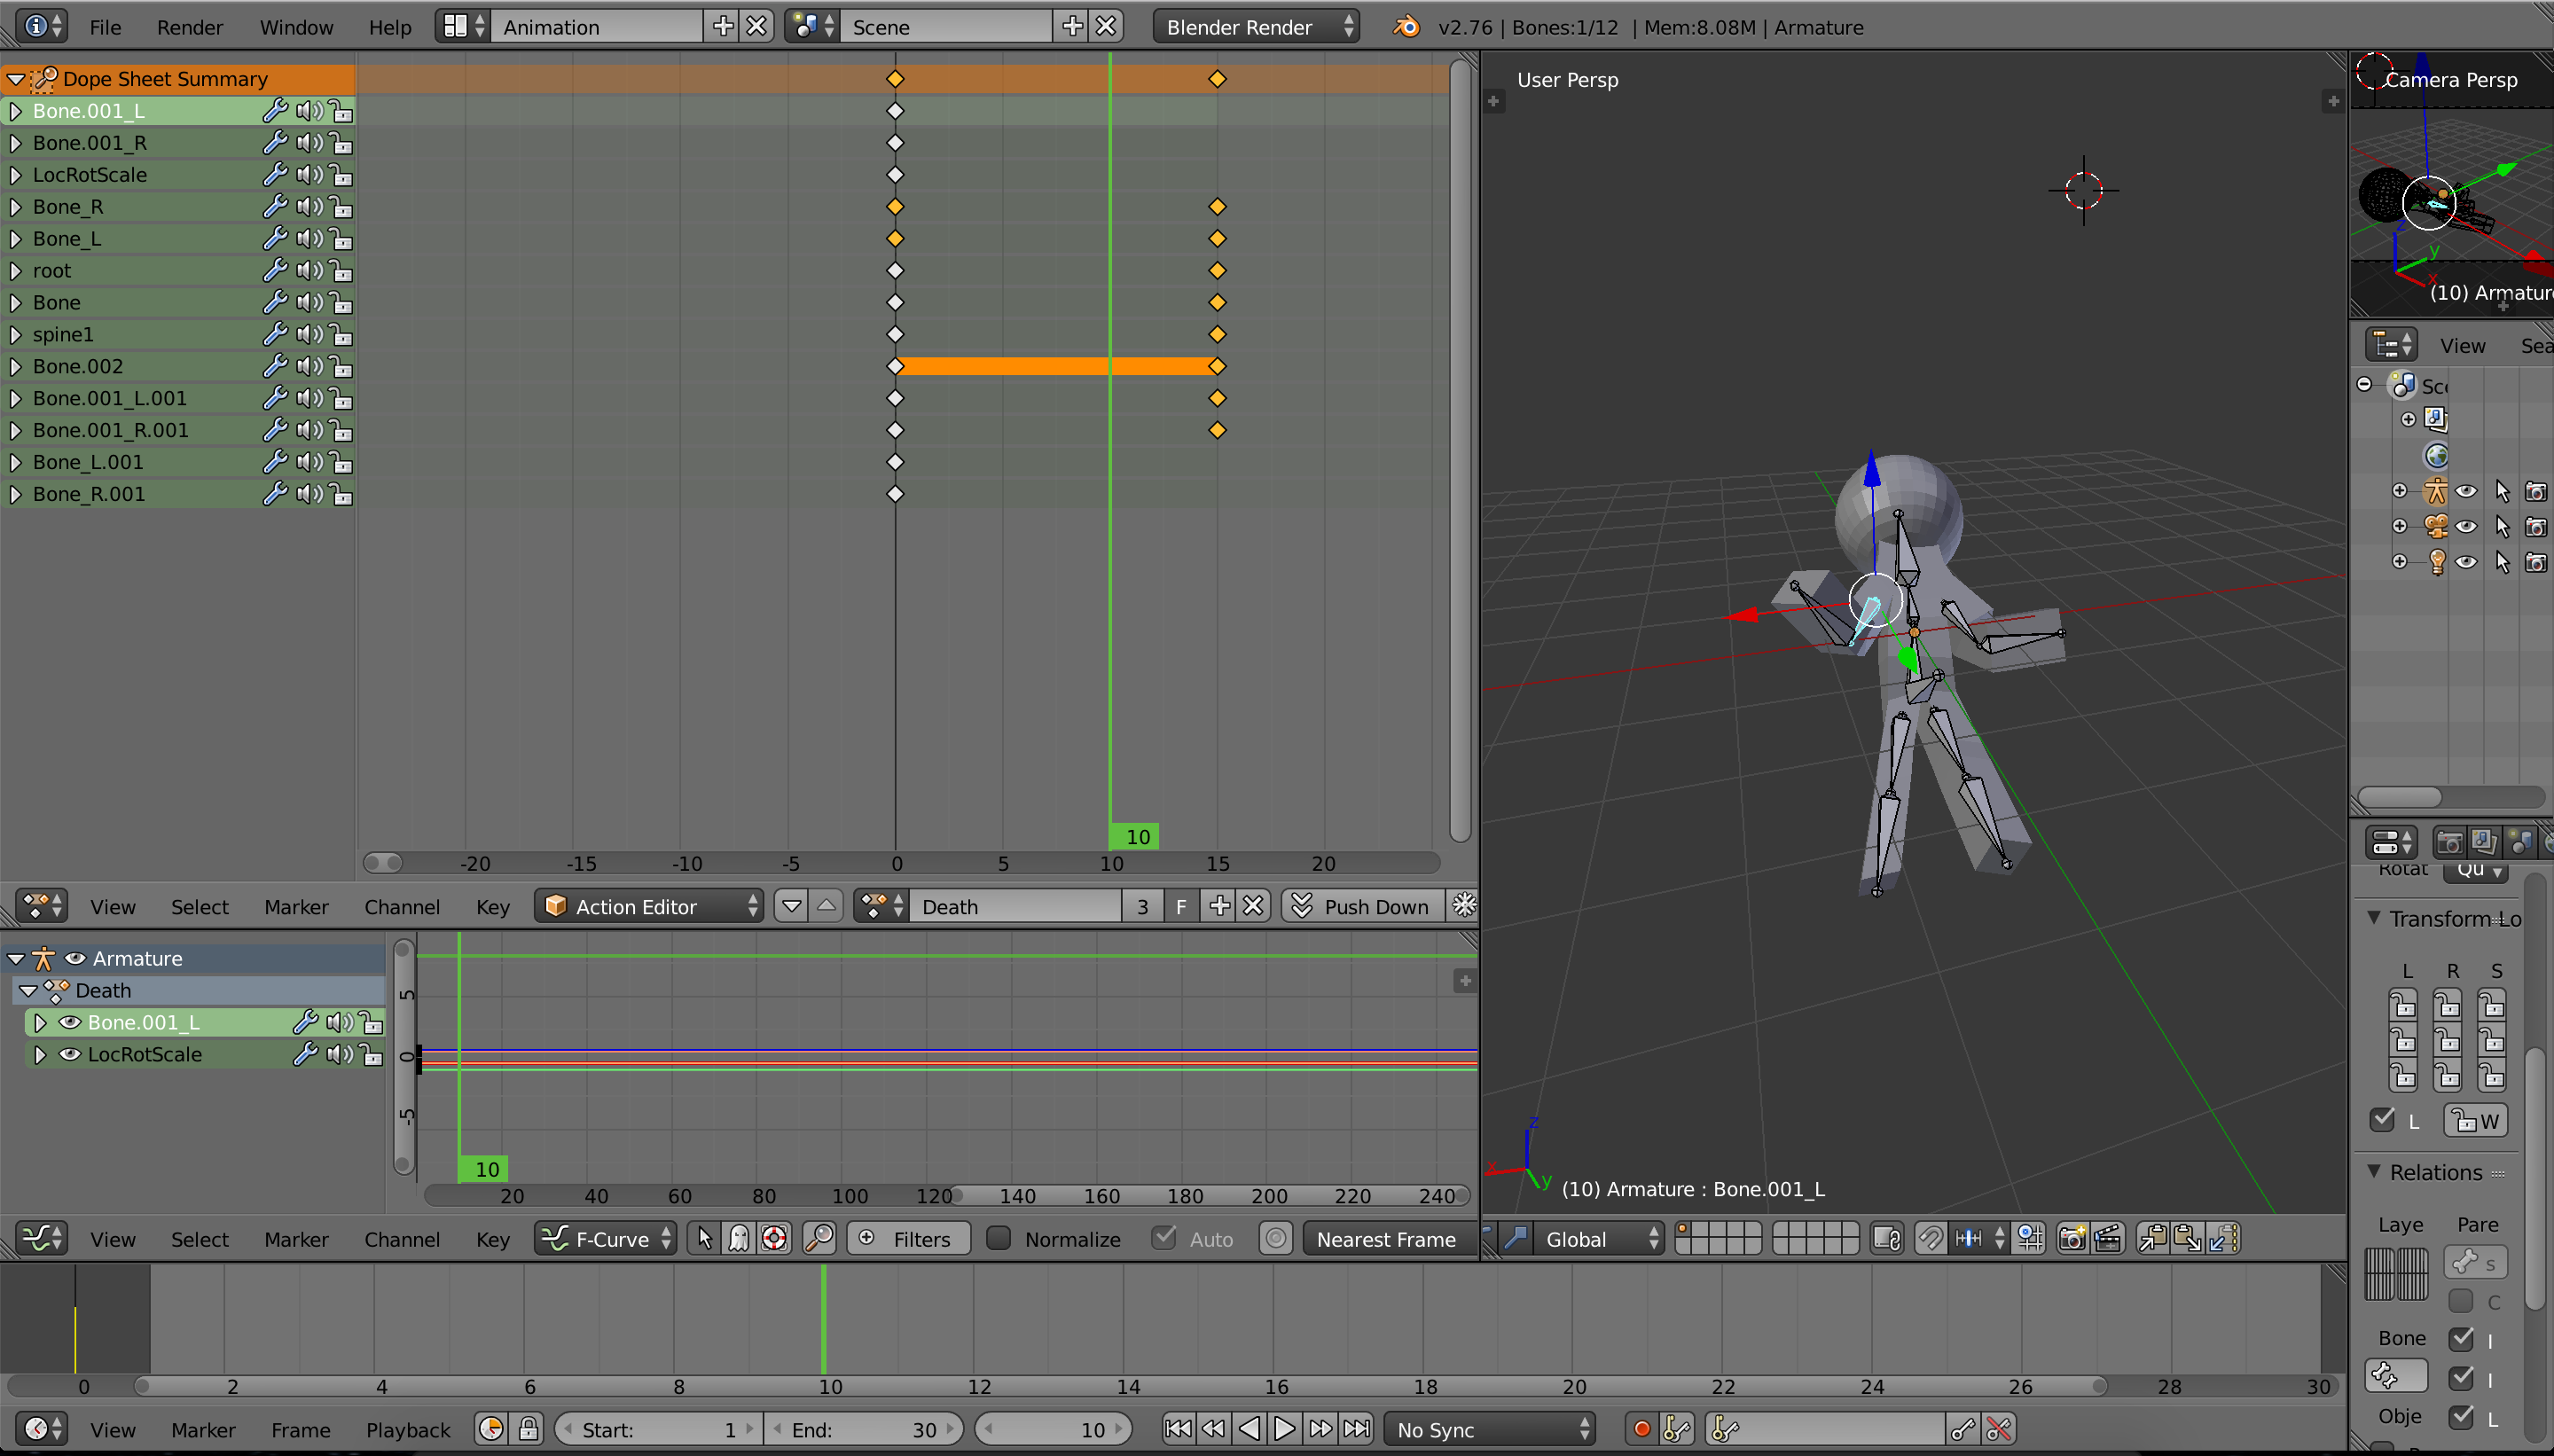 File Render Window Help Animation Scene Blender Render v2.76 | Bones:1/12 | Mem:8.08M | Armature
Dope Sheet Summary
Bone.001_L
Bone.001_R
LocRotScale
Bone_R
Bone_L
root
Bone
spine1
Bone.002
Bone.001_L.001
Bone.001_R.001
Bone_L.001
Bone_R.001
10
-20 -15 -10 -5 0 5 10 15 20
View Select Marker Channel Key Action Editor Death 3 F Push Down
Armature
Death
Bone.001_L
LocRotScale
5
0
-5
10
20 40 60 80 100 120 140 160 180 200 220 240
View Select Marker Channel Key F-Curve Filters Normalize Auto Nearest Frame
User Persp
z
x
y
(10) Armature : Bone.001_L
Global
Camera Persp
z
y
x
(10) Armature
View Sea
Sce
Rotat Qu
Transform Lo
L R S
L W
Relations
Laye Pare
s
C
Bone I
I
Obje L
0 2 4 6 8 10 12 14 16 18 20 22 24 26 28 30
View Marker Frame Playback Start: 1 End: 30 10 No Sync